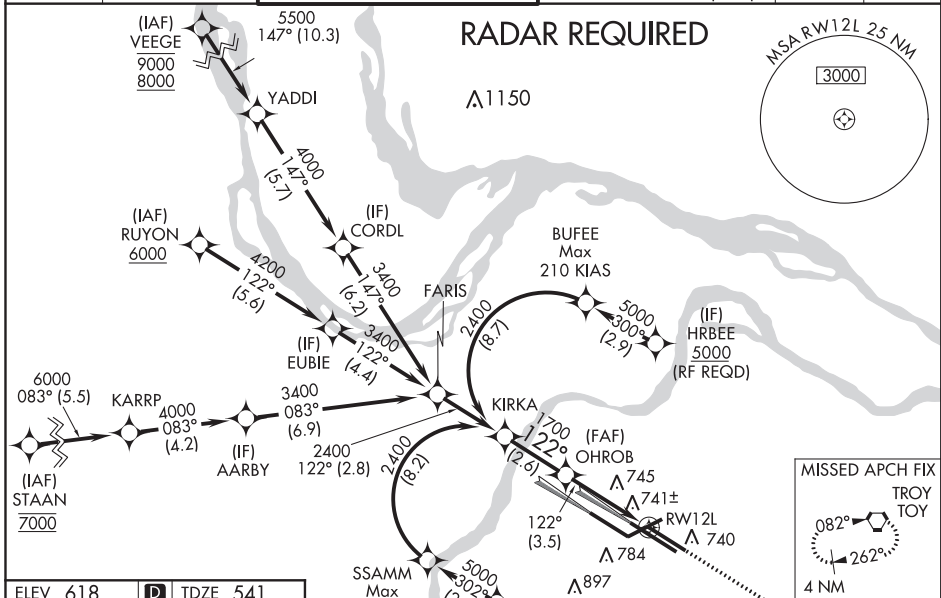 (IAF)
VEEGE
9000
8000
5500
147° (10.3)
RADAR REQUIRED
MSA RW12L 25 NM
3000
YADDI
1150
4000
147°
(5.7)
(IAF)
RUYON
6000
(IF)
CORDL
BUFEE
Max
210 KIAS
4200
122°
(5.6)
3400
147°
(6.2)
FARIS
2400
(8.7)
5000
300°
(2.9)
(IF)
HRBEE
5000
(RF REQD)
(IF)
EUBIE
3400
122°
(4.4)
6000
083° (5.5)
KARRP
4000
083°
(4.2)
3400
083°
(6.9)
(IF)
AARBY
2400
122° (2.8)
KIRKA
1700
122°
(2.6)
(FAF)
OHROB
2400
(8.2)
(IAF)
STAAN
7000
745
741±
RW12L
740
122°
(3.5)
784
897
MISSED APCH FIX
TROY
TOY
082°
262°
4 NM
SSAMM
Max
5000
302°
ELEV 618
D
TDZE 541